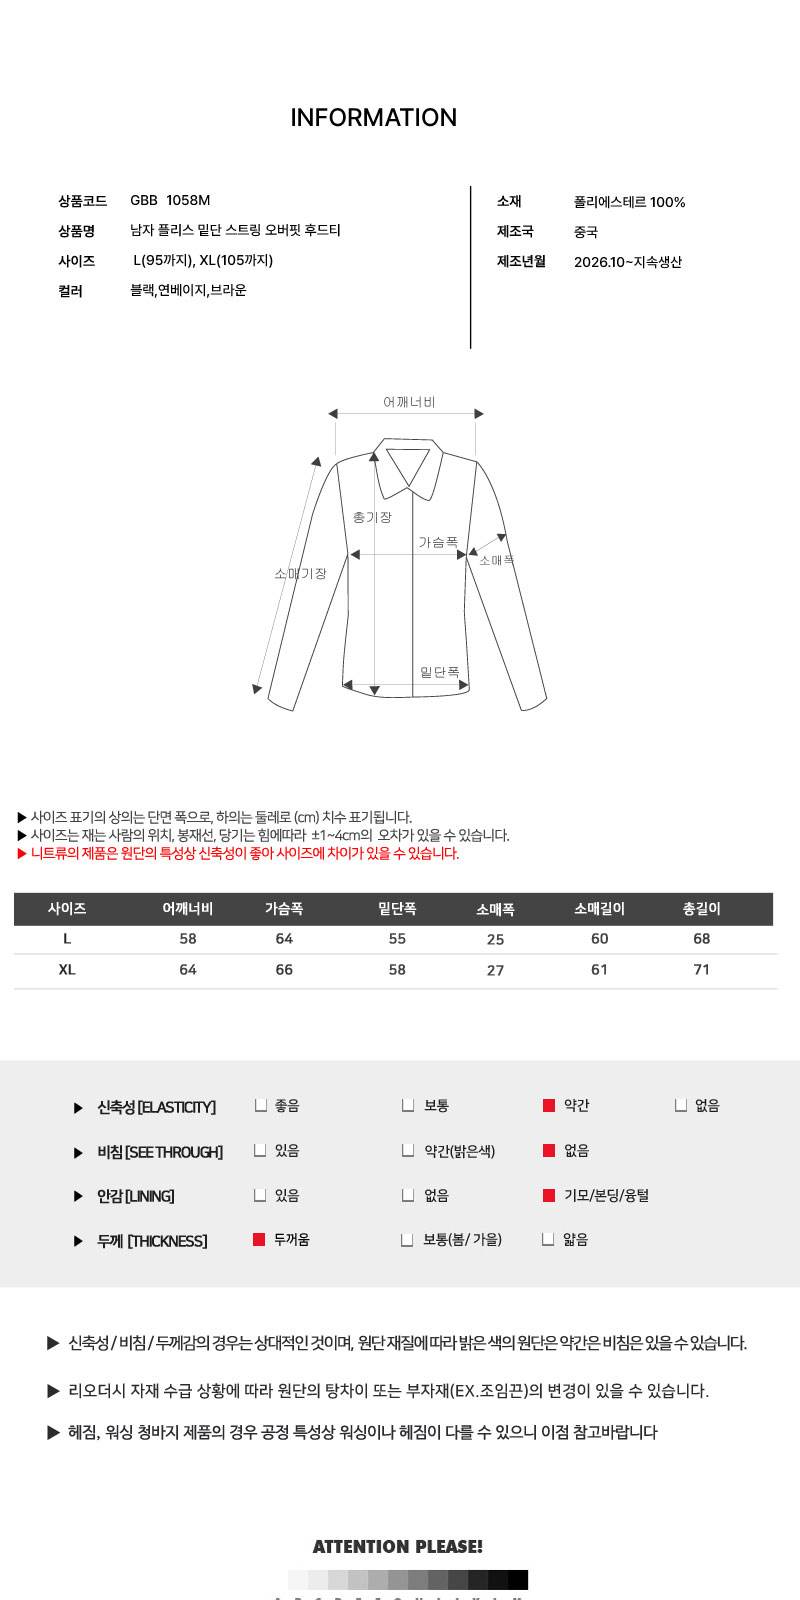 INFORMATION
상품코드 GBB 1058M
상품명 남자 플리스 밑단 스트링 오버핏 후드티
사이즈 L(95까지), XL(105까지)
컬러 블랙,연베이지,브라운
소재 폴리에스테르 100%
제조국 중국
제조년월 2026.10~지속생산
어깨너비
총기장
가슴폭
소매폭
소매기장
밑단폭
▶ 사이즈 표기의 상의는 단면 폭으로, 하의는 둘레로 (cm) 치수 표기됩니다.
▶ 사이즈는 재는 사람의 위치, 봉재선, 당기는 힘에따라 ±1~4cm의 오차가 있을 수 있습니다.
▶ 니트류의 제품은 원단의 특성상 신축성이 좋아 사이즈에 차이가 있을 수 있습니다.
사이즈 어깨너비 가슴폭 밑단폭 소매폭 소매길이 총길이
L 58 64 55 25 60 68
XL 64 66 58 27 61 71
▶ 신축성 [ELASTICITY] 좋음 보통 약간 없음
▶ 비침 [SEE THROUGH] 있음 약간(밝은색) 없음
▶ 안감 [LINING] 있음 없음 기모/본딩/융털
▶ 두께 [THICKNESS] 두꺼움 보통(봄/ 가을) 얇음
▶ 신축성 / 비침 / 두께감의 경우는 상대적인 것이며, 원단 재질에 따라 밝은 색의 원단은 약간은 비침은 있을 수 있습니다.
▶ 리오더시 자재 수급 상황에 따라 원단의 탕차이 또는 부자재(EX.조임끈)의 변경이 있을 수 있습니다.
▶ 헤짐, 워싱 청바지 제품의 경우 공정 특성상 워싱이나 헤짐이 다를 수 있으니 이점 참고바랍니다
ATTENTION PLEASE!